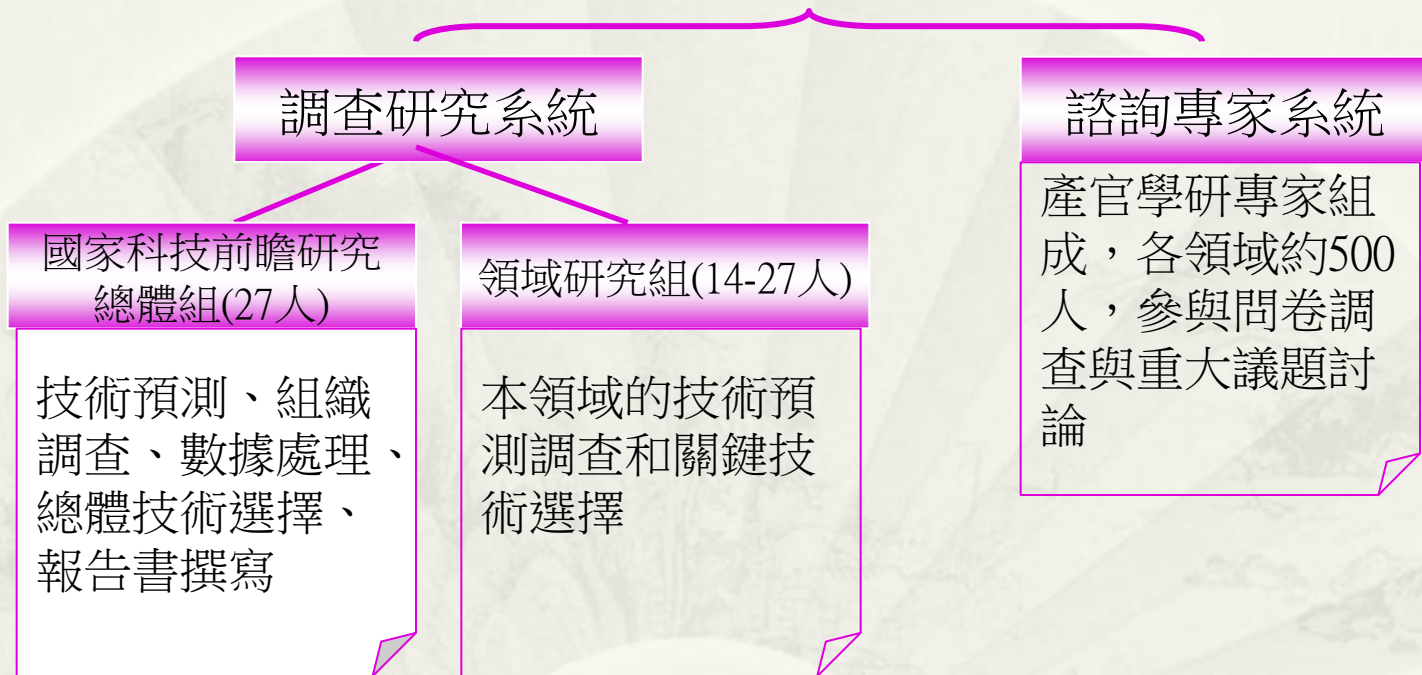 調查研究系統
諮詢專家系統
國家科技前瞻研究
總體組(27人)
技術預測、組織
調查、數據處理、
總體技術選擇、
報告書撰寫
領域研究組(14-27人)
本領域的技術預
測調查和關鍵技
術選擇
產官學研專家組
成，各領域約500
人，參與問卷調
查與重大議題討
論